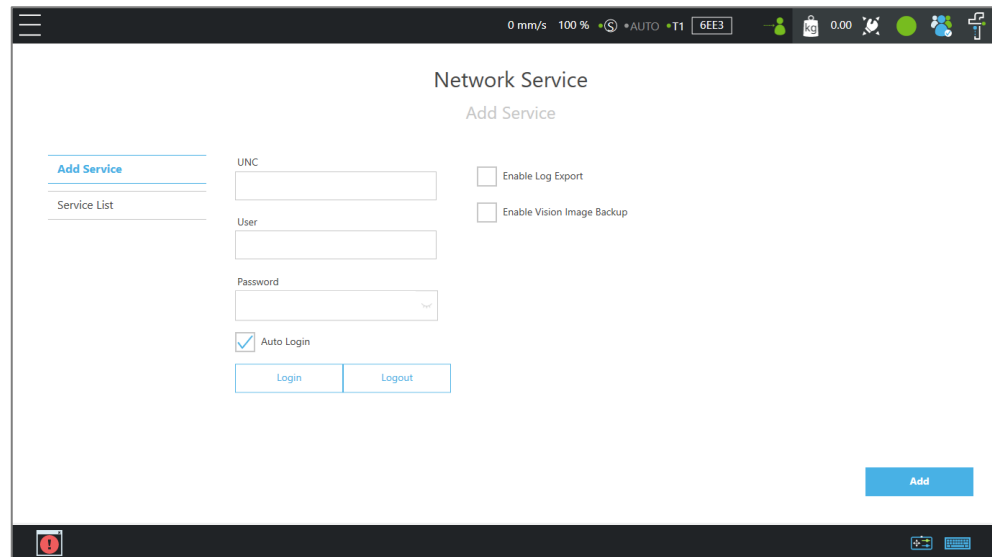 0 mm/s 100 % •Ⓢ •AUTO •T1 6EE3 kg 0.00
Network Service
Add Service
Add Service
Service List
UNC
User
Password
Auto Login
Login Logout
Enable Log Export
Enable Vision Image Backup
Add